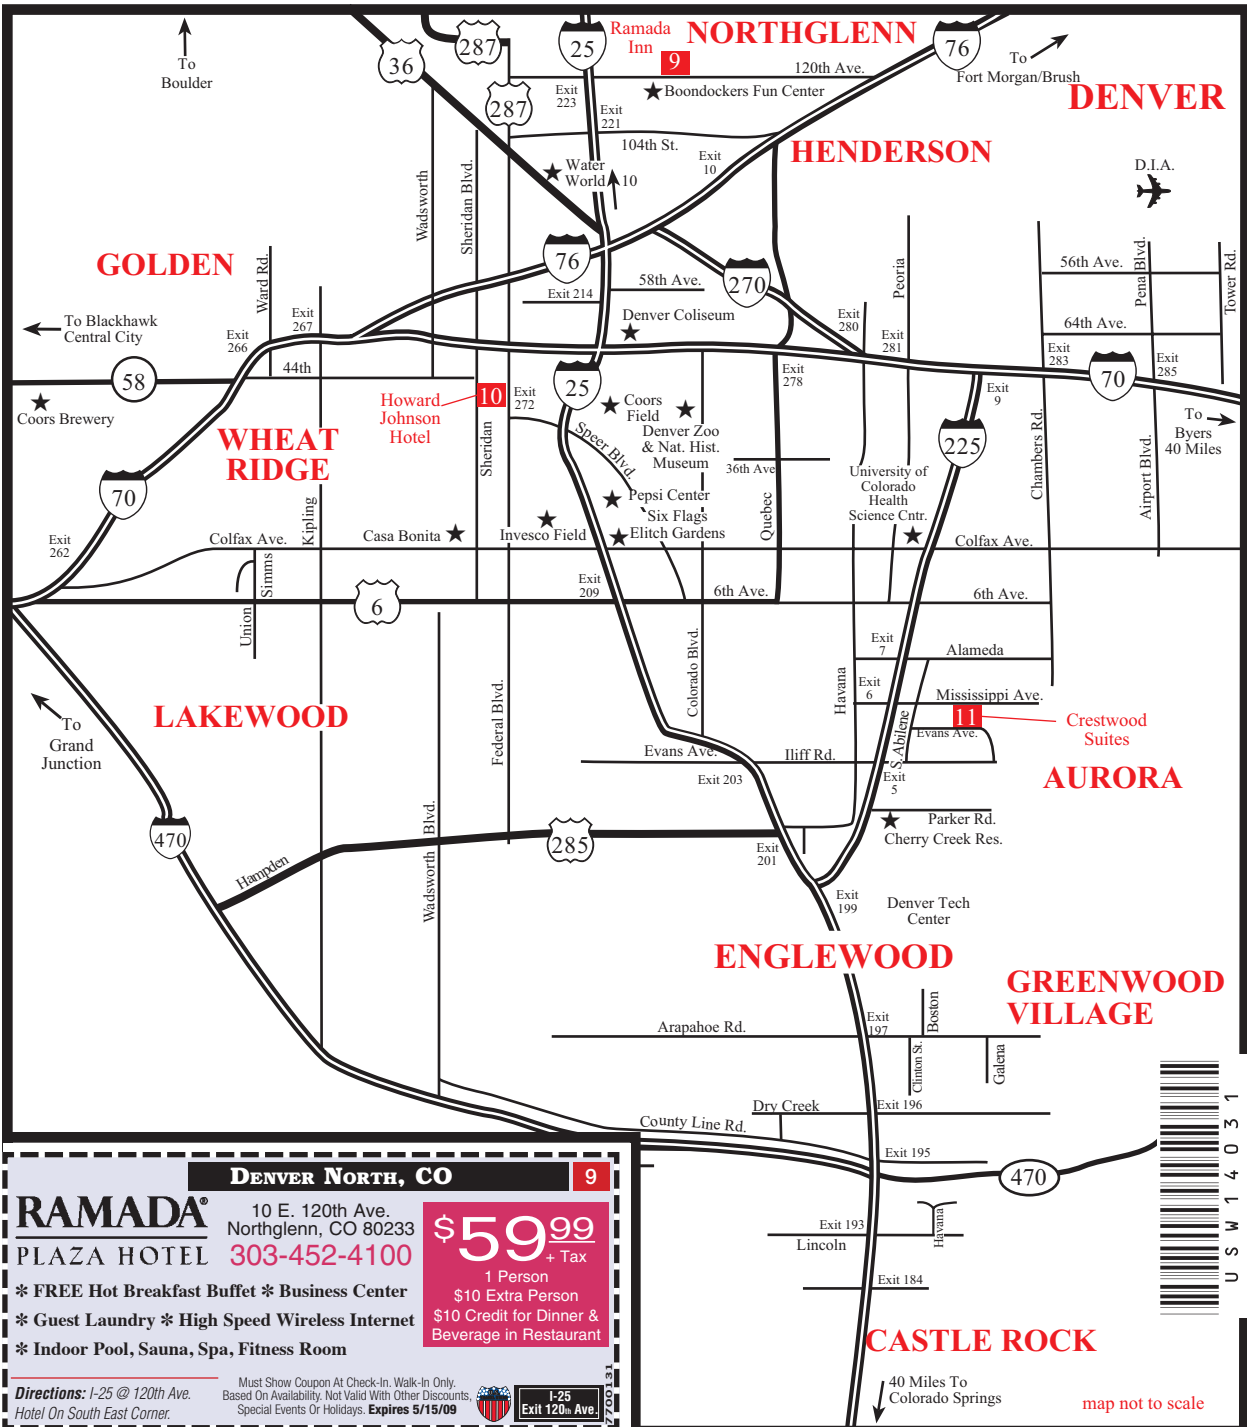 NORTHGLENN
Ramada
Inn
9
287
25
36
76
To
Boulder
To
Fort Morgan/Brush
120th Ave.
Boondockers Fun Center
DENVER
287
Exit
223
Exit
221
104th St.
HENDERSON
Exit
10
Water
World
10
D.I.A.
Wadsworth
Sheridan Blvd.
GOLDEN
Ward Rd.
76
270
58th Ave.
Exit 214
Peoria
56th Ave.
Pena Blvd.
Tower Rd.
To Blackhawk
Central City
Exit
266
Exit
267
Denver Coliseum
Exit
280
Exit
281
64th Ave.
Exit
283
Exit
285
44th
58
25
Exit
278
Exit
9
70
Coors Brewery
Howard
Johnson
Hotel
10
Exit
272
Coors
Field
Denver Zoo
& Nat. Hist.
Museum
To
Byers
40 Miles
WHEAT
RIDGE
Sheridan
Speer Blvd.
36th Ave
225
Chambers Rd.
Airport Blvd.
70
University of
Colorado
Health
Science Cntr.
Pepsi Center
Six Flags
Elitch Gardens
Quebec
Kipling
Exit
262
Colfax Ave.
Casa Bonita
Invesco Field
Colfax Ave.
Simms
Exit
209
6
6th Ave.
6th Ave.
Union
Exit
7
Alameda
Colorado Blvd.
Havana
Exit
6
Mississippi Ave.
LAKEWOOD
Federal Blvd.
S. Abilene
11
Crestwood
Suites
Evans Ave.
To
Grand
Junction
Evans Ave.
Iliff Rd.
Exit 203
Exit
5
AURORA
Wadsworth Blvd.
470
Parker Rd.
Cherry Creek Res.
285
Hampden
Exit
201
Exit
199
Denver Tech
Center
ENGLEWOOD
GREENWOOD
VILLAGE
Arapahoe Rd.
Exit
197
Boston
Clinton St.
Galena
Dry Creek
Exit 196
County Line Rd.
Exit 195
470
Exit 193
Lincoln
Havana
Exit 184
CASTLE ROCK
40 Miles To
Colorado Springs
map not to scale
USW14031
DENVER NORTH, CO
9
RAMADA®
PLAZA HOTEL
10 E. 120th Ave.
Northglenn, CO 80233
303-452-4100
$59.99
+ Tax
1 Person
$10 Extra Person
$10 Credit for Dinner &
Beverage in Restaurant
✻ FREE Hot Breakfast Buffet ✻ Business Center
✻ Guest Laundry ✻ High Speed Wireless Internet
✻ Indoor Pool, Sauna, Spa, Fitness Room
Directions: I-25 @ 120th Ave.
Hotel On South East Corner.
Must Show Coupon At Check-In. Walk-In Only.
Based On Availability. Not Valid With Other Discounts,
Special Events Or Holidays. Expires 5/15/09
I-25
Exit 120th Ave.
7700131